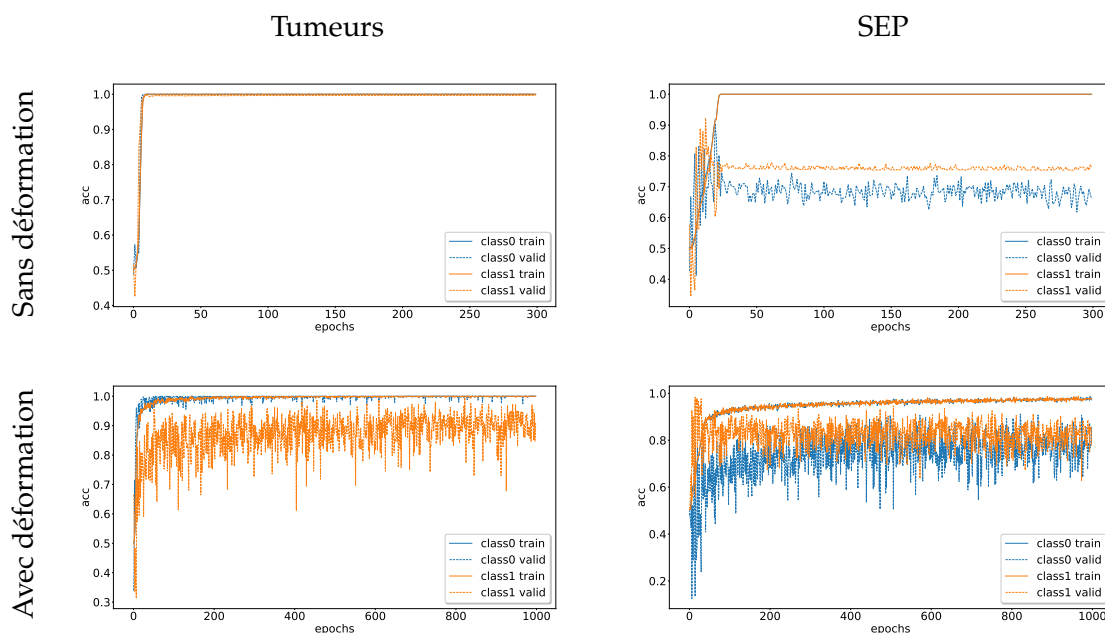 Tumeurs
SEP
Sans déformation
acc
1.0
0.9
0.8
0.7
0.6
0.5
0.4
0
50
100
150
200
250
300
epochs
class0 train
class0 valid
class1 train
class1 valid
acc
1.0
0.9
0.8
0.7
0.6
0.5
0.4
0
50
100
150
200
250
300
epochs
class0 train
class0 valid
class1 train
class1 valid
Avec déformation
acc
1.0
0.9
0.8
0.7
0.6
0.5
0.4
0.3
0
200
400
600
800
1000
epochs
class0 train
class0 valid
class1 train
class1 valid
acc
1.0
0.8
0.6
0.4
0.2
0
200
400
600
800
1000
epochs
class0 train
class0 valid
class1 train
class1 valid